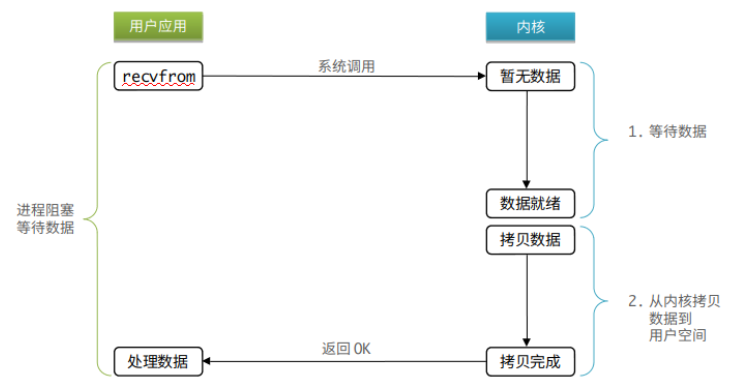 用户应用
内核
recvfrom
系统调用
暂无数据
1. 等待数据
进程阻塞
等待数据
数据就绪
拷贝数据
2. 从内核拷贝
数据到
用户空间
处理数据
返回 OK
拷贝完成